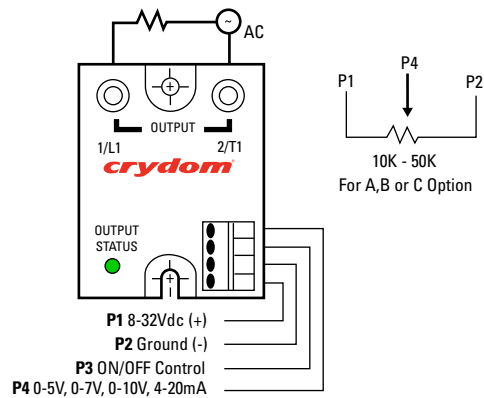 ~
AC
OUTPUT
1/L1
2/T1
crydom
OUTPUT
STATUS
P1 8-32Vdc (+)
P2 Ground (-)
P3 ON/OFF Control
P4 0-5V, 0-7V, 0-10V, 4-20mA
P4
P1
P2
10K - 50K
For A,B or C Option